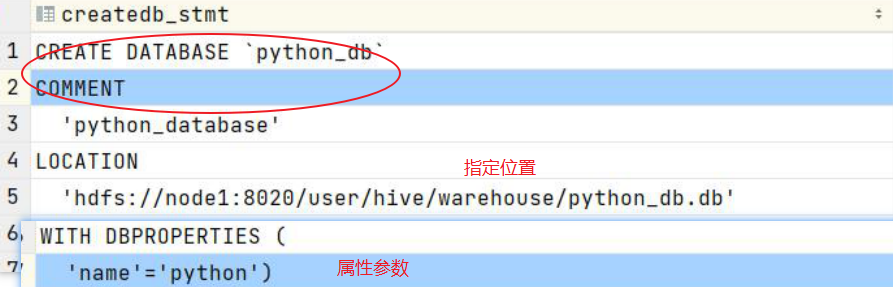 createdb_stmt
1 CREATE DATABASE `python_db`
2 COMMENT
3 'python_database'
4 LOCATION
指定位置
5 'hdfs://node1:8020/user/hive/warehouse/python_db.db'
6 WITH DBPROPERTIES (
7 'name'='python')
属性参数